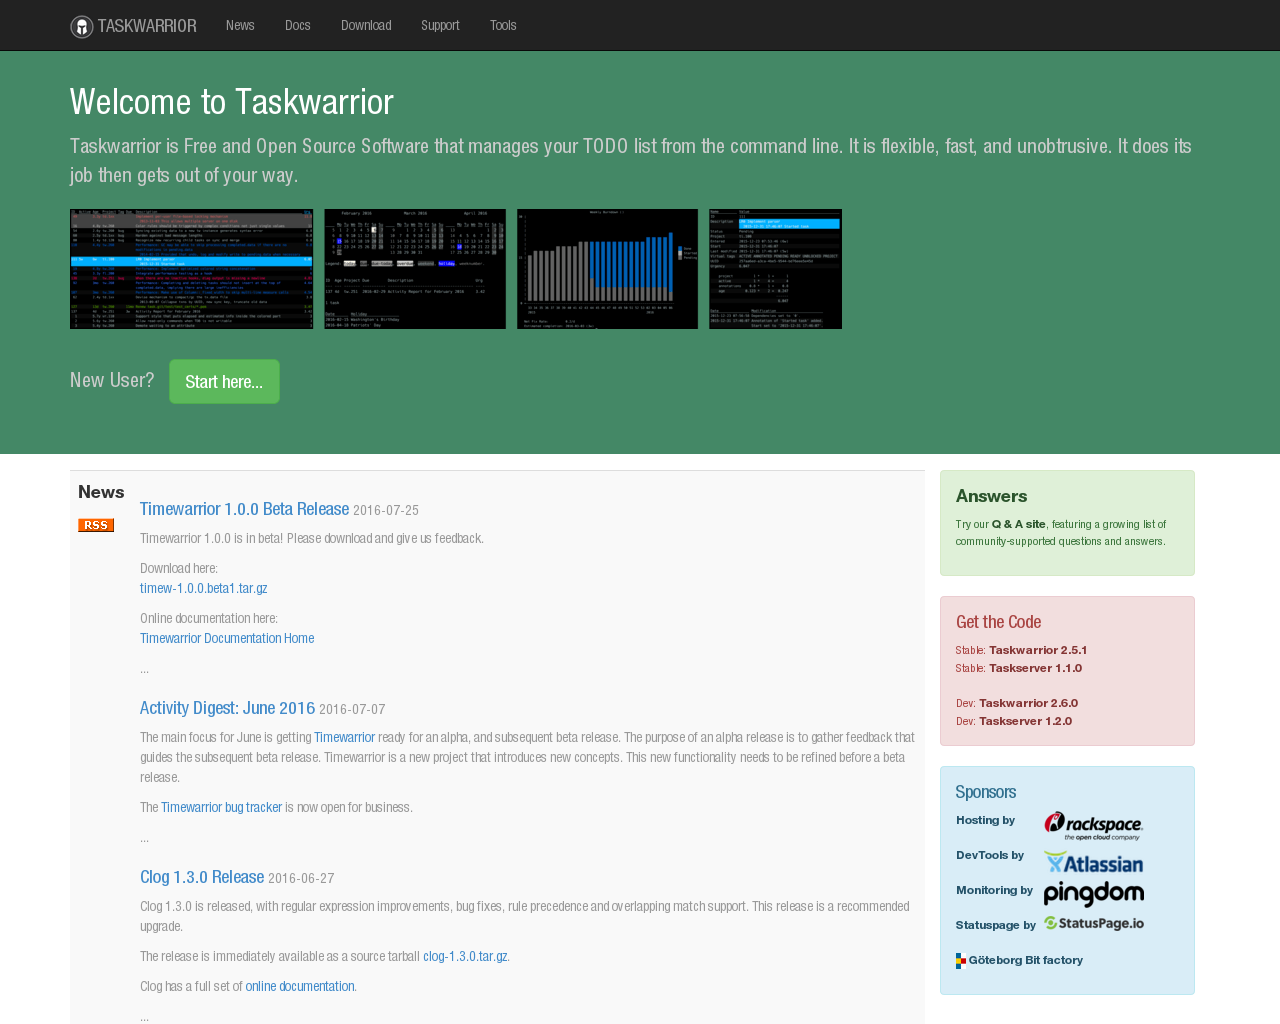 TASKWARRIOR News Docs Download Support Tools
Welcome to Taskwarrior
Taskwarrior is Free and Open Source Software that manages your TODO list from the command line. It is flexible, fast, and unobtrusive. It does its
job then gets out of your way.
February 2016 March 2016 April 2016
New User? Start here...
News
RSS
Timewarrior 1.0.0 Beta Release 2016-07-25
Timewarrior 1.0.0 is in beta! Please download and give us feedback.
Download here:
timew-1.0.0.beta1.tar.gz
Online documentation here:
Timewarrior Documentation Home
...
Activity Digest: June 2016 2016-07-07
The main focus for June is getting Timewarrior ready for an alpha, and subsequent beta release. The purpose of an alpha release is to gather feedback that
guides the subsequent beta release. Timewarrior is a new project that introduces new concepts. This new functionality needs to be refined before a beta
release.
The Timewarrior bug tracker is now open for business.
...
Clog 1.3.0 Release 2016-06-27
Clog 1.3.0 is released, with regular expression improvements, bug fixes, rule precedence and overlapping match support. This release is a recommended
upgrade.
The release is immediately available as a source tarball clog-1.3.0.tar.gz.
Clog has a full set of online documentation.
...
Answers
Try our Q & A site, featuring a growing list of
community-supported questions and answers.
Get the Code
Stable: Taskwarrior 2.5.1
Stable: Taskserver 1.1.0
Dev: Taskwarrior 2.6.0
Dev: Taskserver 1.2.0
Sponsors
Hosting by rackspace.
the open cloud company
DevTools by Atlassian
Monitoring by pingdom
Statuspage by StatusPage.io
Göteborg Bit factory